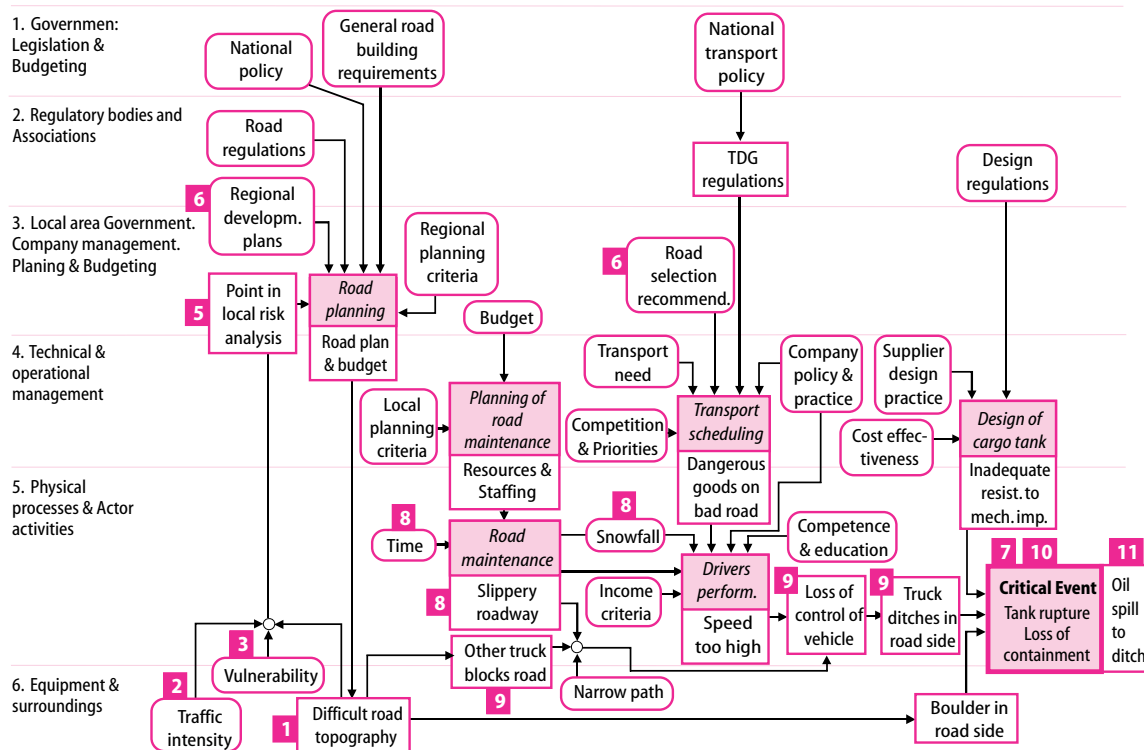 1. Governmen:
Legislation &
Budgeting
National
policy
General road
building
requirements
National
transport
policy
2. Regulatory bodies and
Associations
Road
regulations
TDG
regulations
Design
regulations
6
Regional
developm.
plans
3. Local area Government.
Company management.
Planing & Budgeting
Regional
planning
criteria
6
Road
selection
recommend.
5
Point in
local risk
analysis
Road
planning
Road plan
& budget
Budget
4. Technical &
operational
management
Transport
need
Company
policy &
practice
Supplier
design
practice
Local
planning
criteria
Planning of
road
maintenance
Resources &
Staffing
Competition
& Priorities
Transport
scheduling
Dangerous
goods on
bad road
Cost effec-
tiveness
Design of
cargo tank
Inadequate
resist. to
mech. imp.
5. Physical
processes & Actor
activities
8
Time
Road
maintenance
Slippery
roadway
8
8
Snowfall
Competence
& education
Income
criteria
Drivers
perform.
Speed
too high
9
Loss of
control of
vehicle
9
Truck
ditches in
road side
7
10
Critical Event
Tank rupture
Loss of
containment
11
Oil
spill
to
ditch
3
Vulnerability
Other truck
blocks road
9
Narrow path
6. Equipment &
surroundings
2
Traffic
intensity
1
Difficult road
topography
Boulder in
road side